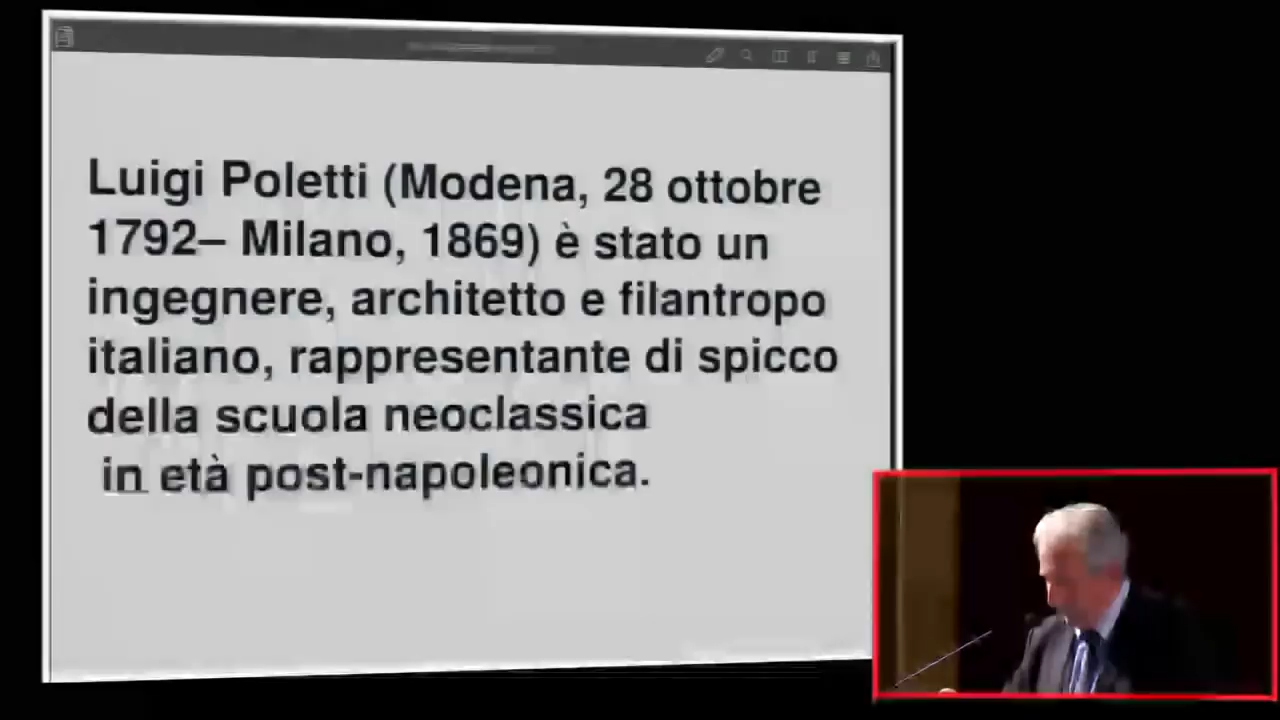 Luigi Poletti (Modena, 28 ottobre
1792– Milano, 1869) è stato un
ingegnere, architetto e filantropo
italiano, rappresentante di spicco
della scuola neoclassica
in età post-napoleonica.